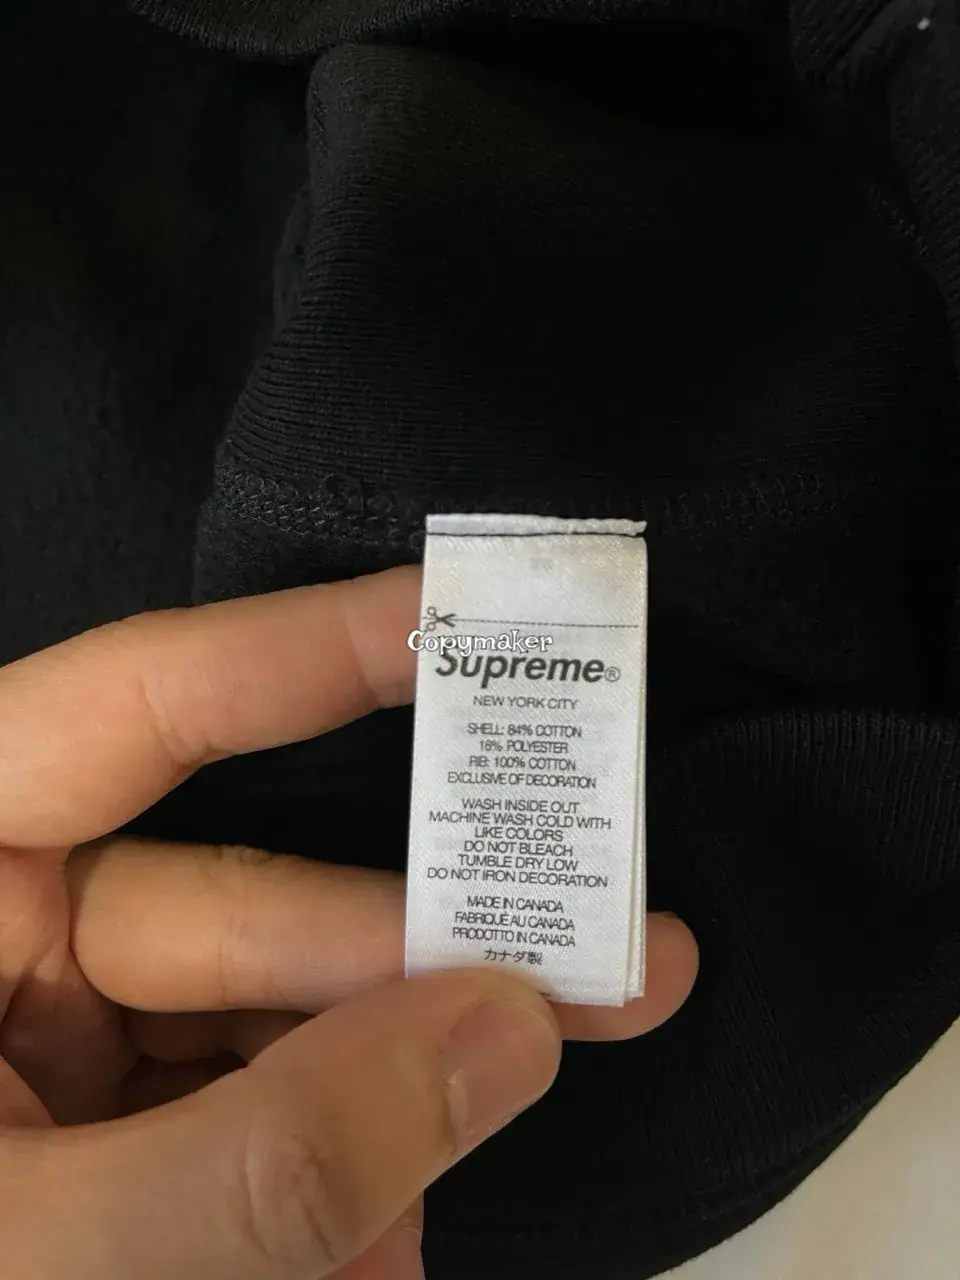 Copymaker
Supreme®
NEW YORK CITY
SHELL: 84% COTTON
16% POLYESTER
RIB: 100% COTTON
EXCLUSIVE OF DECORATION
WASH INSIDE OUT
MACHINE WASH COLD WITH
LIKE COLORS
DO NOT BLEACH
TUMBLE DRY LOW
DO NOT IRON DECORATION
MADE IN CANADA
FABRIQUÉ AU CANADA
PRODOTTO IN CANADA
カナダ製